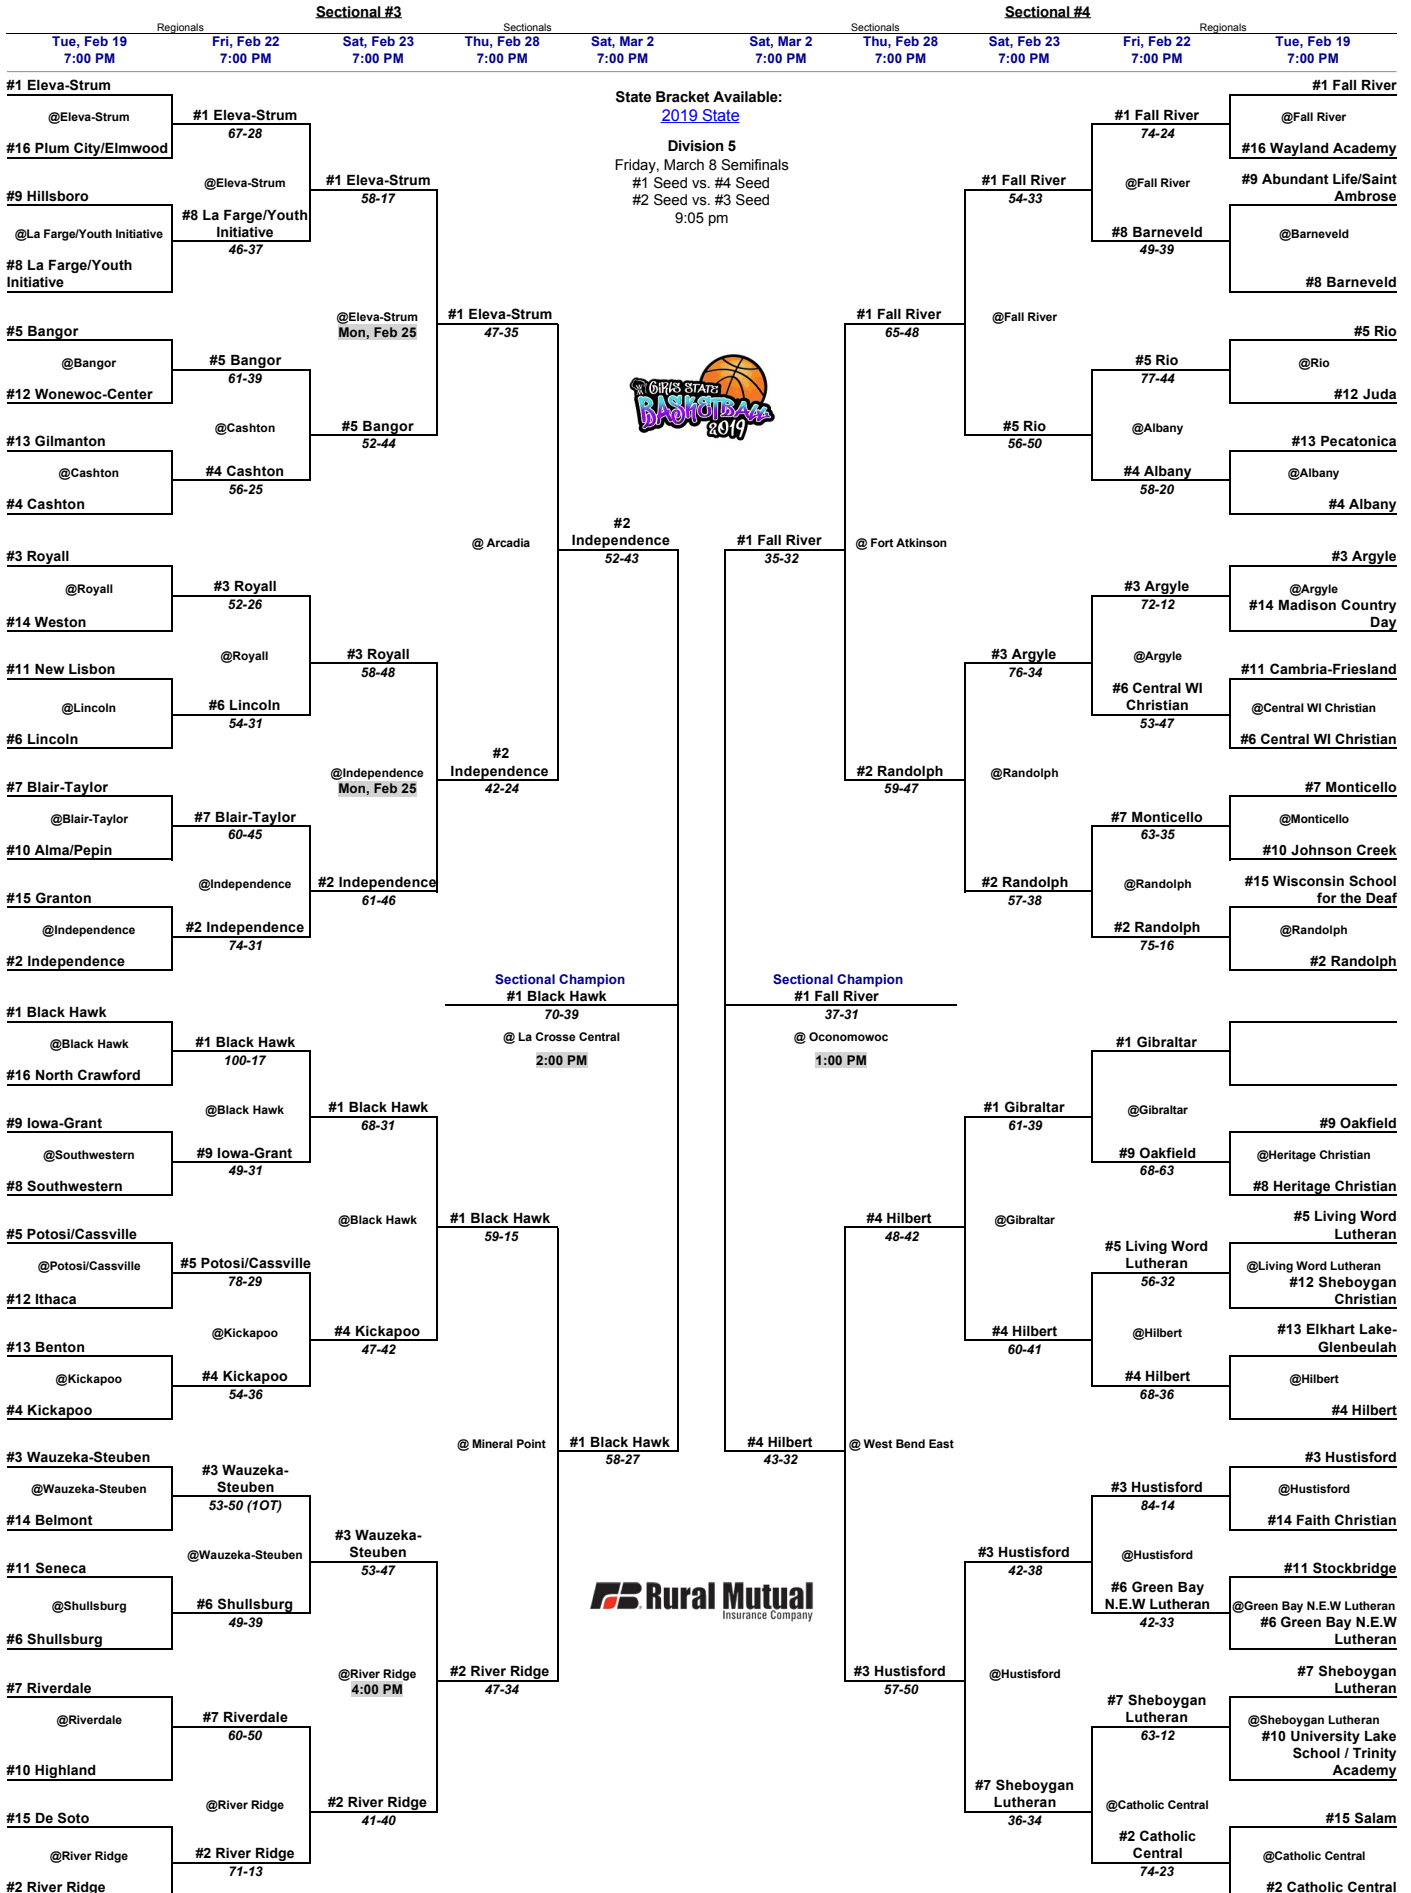 Sectional #3
Sectional #4
Regionals
Sectionals
Sectionals
Regionals
Tue, Feb 19
7:00 PM
Fri, Feb 22
7:00 PM
Sat, Feb 23
7:00 PM
Thu, Feb 28
7:00 PM
Sat, Mar 2
7:00 PM
Sat, Mar 2
7:00 PM
Thu, Feb 28
7:00 PM
Sat, Feb 23
7:00 PM
Fri, Feb 22
7:00 PM
Tue, Feb 19
7:00 PM
State Bracket Available:
2019 State
Division 5
Friday, March 8 Semifinals
#1 Seed vs. #4 Seed
#2 Seed vs. #3 Seed
9:05 pm
GIRLS STATE
BASKETBALL
2019
#1 Eleva-Strum
@Eleva-Strum
#16 Plum City/Elmwood
#9 Hillsboro
@La Farge/Youth Initiative
#8 La Farge/Youth
Initiative
#5 Bangor
@Bangor
#12 Wonewoc-Center
#13 Gilmanton
@Cashton
#4 Cashton
#3 Royall
@Royall
#14 Weston
#11 New Lisbon
@Lincoln
#6 Lincoln
#7 Blair-Taylor
@Blair-Taylor
#10 Alma/Pepin
#15 Granton
@Independence
#2 Independence
#1 Black Hawk
@Black Hawk
#16 North Crawford
#9 Iowa-Grant
@Southwestern
#8 Southwestern
#5 Potosi/Cassville
@Potosi/Cassville
#12 Ithaca
#13 Benton
@Kickapoo
#4 Kickapoo
#3 Wauzeka-Steuben
@Wauzeka-Steuben
#14 Belmont
#11 Seneca
@Shullsburg
#6 Shullsburg
#7 Riverdale
@Riverdale
#10 Highland
#15 De Soto
@River Ridge
#2 River Ridge
#1 Eleva-Strum
67-28
@Eleva-Strum
#8 La Farge/Youth
Initiative
46-37
#5 Bangor
61-39
@Cashton
#4 Cashton
56-25
#3 Royall
52-26
@Royall
#6 Lincoln
54-31
#7 Blair-Taylor
60-45
@Independence
#2 Independence
74-31
#1 Black Hawk
100-17
@Black Hawk
#9 Iowa-Grant
49-31
#5 Potosi/Cassville
78-29
@Kickapoo
#4 Kickapoo
54-36
#3 Wauzeka-
Steuben
53-50 (1OT)
@Wauzeka-Steuben
#6 Shullsburg
49-39
#7 Riverdale
60-50
@River Ridge
#2 River Ridge
71-13
#1 Eleva-Strum
58-17
@Eleva-Strum
Mon, Feb 25
#5 Bangor
52-44
#3 Royall
58-48
@Independence
Mon, Feb 25
#2 Independence
61-46
#1 Black Hawk
68-31
@Black Hawk
#4 Kickapoo
47-42
#3 Wauzeka-
Steuben
53-47
@River Ridge
4:00 PM
#2 River Ridge
41-40
#1 Eleva-Strum
47-35
@ Arcadia
#2
Independence
42-24
#1 Black Hawk
59-15
@ Mineral Point
#2 River Ridge
47-34
#2
Independence
52-43
Sectional Champion
#1 Black Hawk
70-39
@ La Crosse Central
2:00 PM
#1 Black Hawk
58-27
Rural Mutual
Insurance Company
#1 Fall River
35-32
Sectional Champion
#1 Fall River
37-31
@ Oconomowoc
1:00 PM
#4 Hilbert
43-32
#1 Fall River
65-48
@ Fort Atkinson
#2 Randolph
59-47
#4 Hilbert
48-42
@ West Bend East
#3 Hustisford
57-50
#1 Fall River
54-33
@Fall River
#5 Rio
56-50
#3 Argyle
76-34
@Randolph
#2 Randolph
57-38
#1 Gibraltar
61-39
@Gibraltar
#4 Hilbert
60-41
#3 Hustisford
42-38
@Hustisford
#7 Sheboygan
Lutheran
36-34
#1 Fall River
74-24
@Fall River
#8 Barneveld
49-39
#5 Rio
77-44
@Albany
#4 Albany
58-20
#3 Argyle
72-12
@Argyle
#6 Central WI
Christian
53-47
#7 Monticello
63-35
@Randolph
#2 Randolph
75-16
#1 Gibraltar
@Gibraltar
#9 Oakfield
68-63
#5 Living Word
Lutheran
56-32
@Hilbert
#4 Hilbert
68-36
#3 Hustisford
84-14
@Hustisford
#6 Green Bay
N.E.W Lutheran
42-33
#7 Sheboygan
Lutheran
63-12
@Catholic Central
#2 Catholic
Central
74-23
#1 Fall River
@Fall River
#16 Wayland Academy
#9 Abundant Life/Saint
Ambrose
@Barneveld
#8 Barneveld
#5 Rio
@Rio
#12 Juda
#13 Pecatonica
@Albany
#4 Albany
#3 Argyle
@Argyle
#14 Madison Country
Day
#11 Cambria-Friesland
@Central WI Christian
#6 Central WI Christian
#7 Monticello
@Monticello
#10 Johnson Creek
#15 Wisconsin School
for the Deaf
@Randolph
#2 Randolph
#9 Oakfield
@Heritage Christian
#8 Heritage Christian
#5 Living Word
Lutheran
@Living Word Lutheran
#12 Sheboygan
Christian
#13 Elkhart Lake-
Glenbeulah
@Hilbert
#4 Hilbert
#3 Hustisford
@Hustisford
#14 Faith Christian
#11 Stockbridge
@Green Bay N.E.W Lutheran
#6 Green Bay N.E.W
Lutheran
#7 Sheboygan
Lutheran
@Sheboygan Lutheran
#10 University Lake
School / Trinity
Academy
#15 Salam
@Catholic Central
#2 Catholic Central